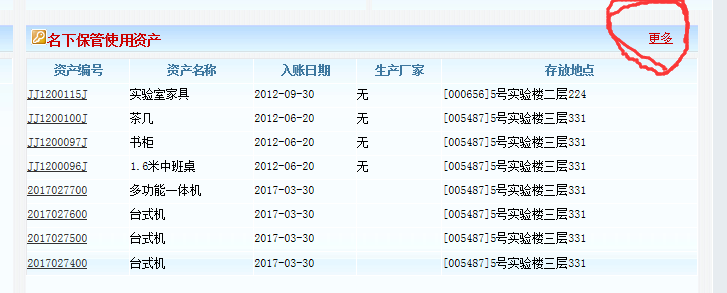 名下保管使用资产 更多
资产编号 资产名称 入账日期 生产厂家 存放地点
JJ1200115J 实验室家具 2012-09-30 无 [000656]5号实验楼二层224
JJ1200100J 茶几 2012-06-20 无 [005487]5号实验楼三层331
JJ1200097J 书柜 2012-06-20 无 [005487]5号实验楼三层331
JJ1200096J 1.6米中班桌 2012-06-20 无 [005487]5号实验楼三层331
2017027700 多功能一体机 2017-03-30 [005487]5号实验楼三层331
2017027600 台式机 2017-03-30 [005487]5号实验楼三层331
2017027500 台式机 2017-03-30 [005487]5号实验楼三层331
2017027400 台式机 2017-03-30 [005487]5号实验楼三层331